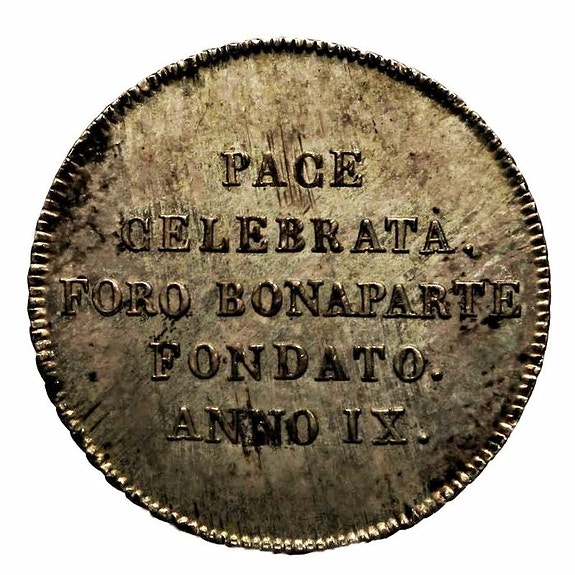 PACE
CELEBRATA.
FORO BONAPARTE
FONDATO.
ANNO IX.